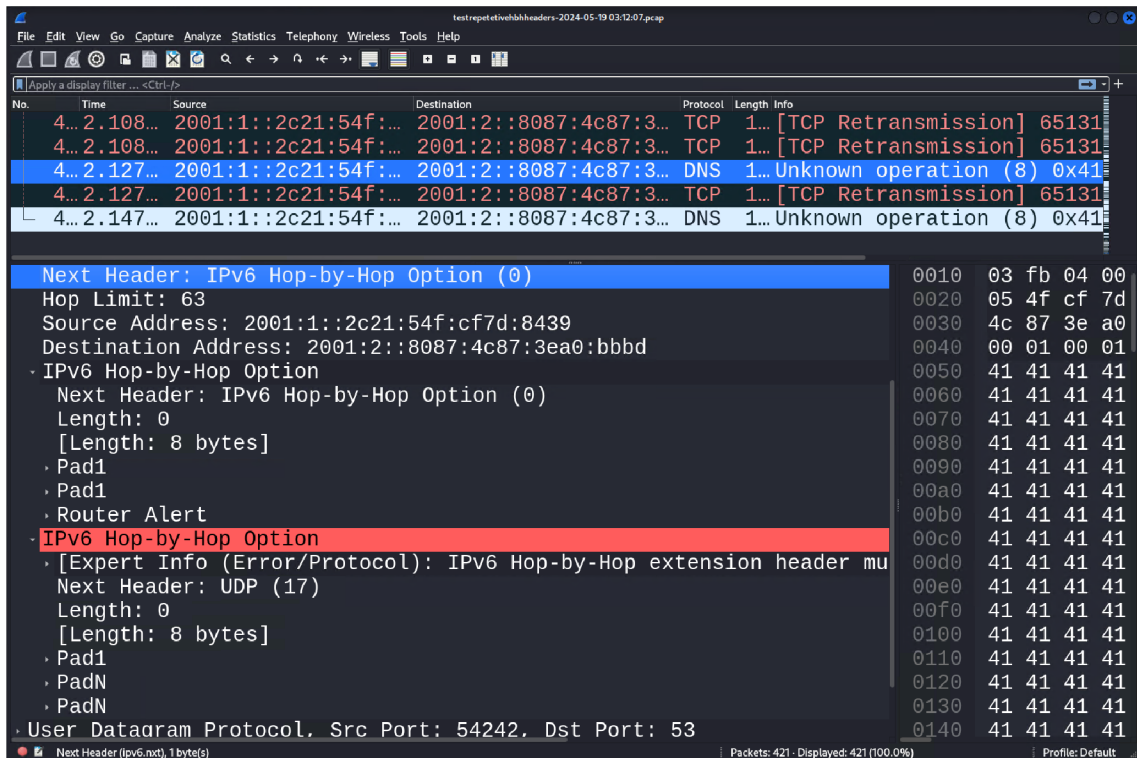 testrepetetivehbhheaders-2024-05-19 03:12:07.pcap
File Edit View Go Capture Analyze Statistics Telephony Wireless Tools Help
Apply a display filter ... <Ctrl-/>
No. Time Source Destination Protocol Length Info
4… 2.108… 2001:1::2c21:54f:… 2001:2::8087:4c87:3… TCP 1… [TCP Retransmission] 65131
4… 2.108… 2001:1::2c21:54f:… 2001:2::8087:4c87:3… TCP 1… [TCP Retransmission] 65131
4… 2.127… 2001:1::2c21:54f:… 2001:2::8087:4c87:3… DNS 1… Unknown operation (8) 0x41
4… 2.127… 2001:1::2c21:54f:… 2001:2::8087:4c87:3… TCP 1… [TCP Retransmission] 65131
4… 2.147… 2001:1::2c21:54f:… 2001:2::8087:4c87:3… DNS 1… Unknown operation (8) 0x41
Next Header: IPv6 Hop-by-Hop Option (0)
Hop Limit: 63
Source Address: 2001:1::2c21:54f:cf7d:8439
Destination Address: 2001:2::8087:4c87:3ea0:bbbd
IPv6 Hop-by-Hop Option
Next Header: IPv6 Hop-by-Hop Option (0)
Length: 0
[Length: 8 bytes]
Pad1
Pad1
Router Alert
IPv6 Hop-by-Hop Option
[Expert Info (Error/Protocol): IPv6 Hop-by-Hop extension header mu
Next Header: UDP (17)
Length: 0
[Length: 8 bytes]
Pad1
PadN
PadN
User Datagram Protocol, Src Port: 54242, Dst Port: 53
0010 03 fb 04 00
0020 05 4f cf 7d
0030 4c 87 3e a0
0040 00 01 00 01
0050 41 41 41 41
0060 41 41 41 41
0070 41 41 41 41
0080 41 41 41 41
0090 41 41 41 41
00a0 41 41 41 41
00b0 41 41 41 41
00c0 41 41 41 41
00d0 41 41 41 41
00e0 41 41 41 41
00f0 41 41 41 41
0100 41 41 41 41
0110 41 41 41 41
0120 41 41 41 41
0130 41 41 41 41
0140 41 41 41 41
Next Header (ipv6.nxt), 1 byte(s) Packets: 421 · Displayed: 421 (100.0%) Profile: Default